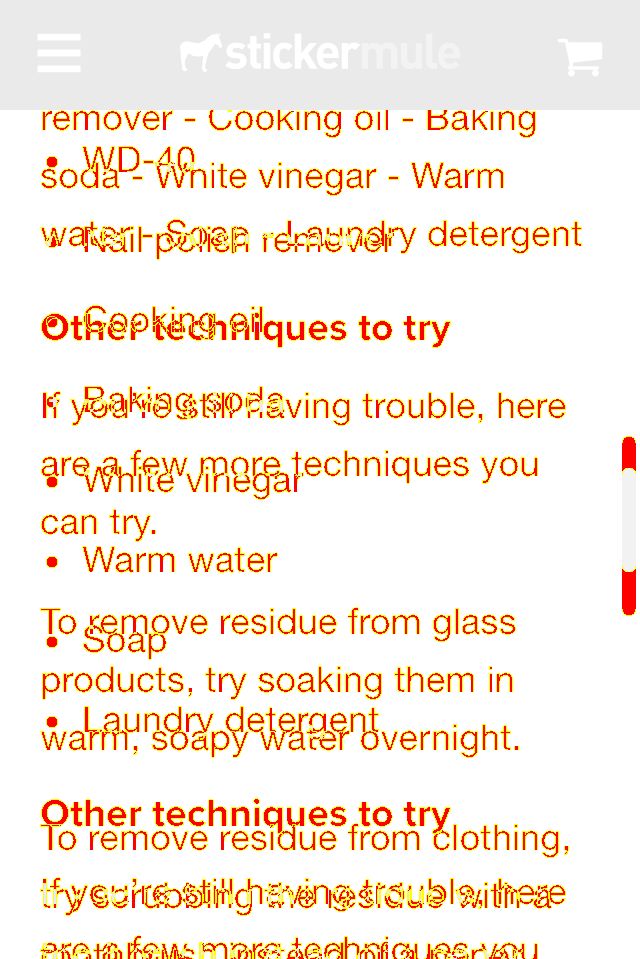 stickermule
remover - Cooking oil - Baking
• WD-40
soda - White vinegar - Warm
water - Soap - Laundry detergent
• Nail polish remover
• Cooking oil
Other techniques to try
• Baking soda
If you're still having trouble, here
are a few more techniques you
• White vinegar
can try.
• Warm water
To remove residue from glass
• Soap
products, try soaking them in
• Laundry detergent
warm, soapy water overnight.
Other techniques to try
To remove residue from clothing,
If you're still having trouble, here
try scrubbing the residue with a
are a few more techniques you